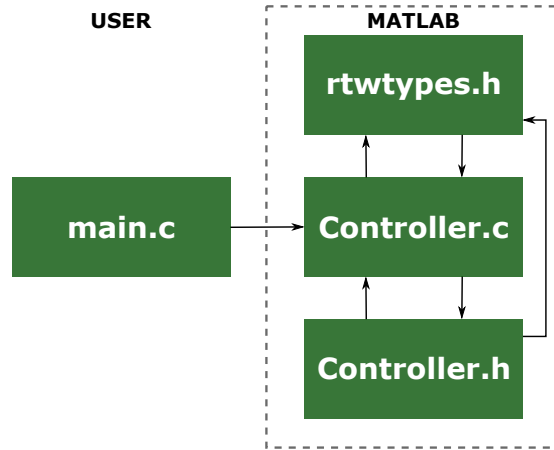 USER
MATLAB
rtwtypes.h
main.c
Controller.c
Controller.h